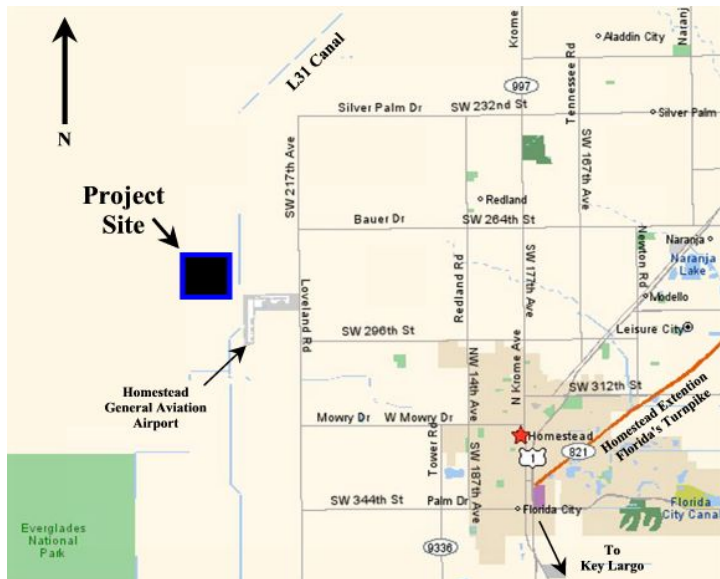 Krome
Aladdin City
Naranj
L31 Canal
997
Tennessee Rd
N
Silver Palm Dr
SW 232nd St
Silver Palm
SW 217th Ave
SW 167th Ave
Project
Site
Redland
Bauer Dr
SW 264th St
Naranja
Naranja
Lake
Newton Rd
SW 177th Ave
Redland Rd
Loveland Rd
Modello
Leisure City
SW 296th St
N Krome Ave
NW 14th Ave
SW 312th St
Homestead
General Aviation
Airport
Homestead Extention
Florida's Turnpike
Mowry Dr
W Mowry Dr
Homestead
821
1
Tower Rd
SW 187th Ave
SW 344th St
Palm Dr
Florida City
Florida
City Canal
Everglades
National
Park
9336
To
Key Largo